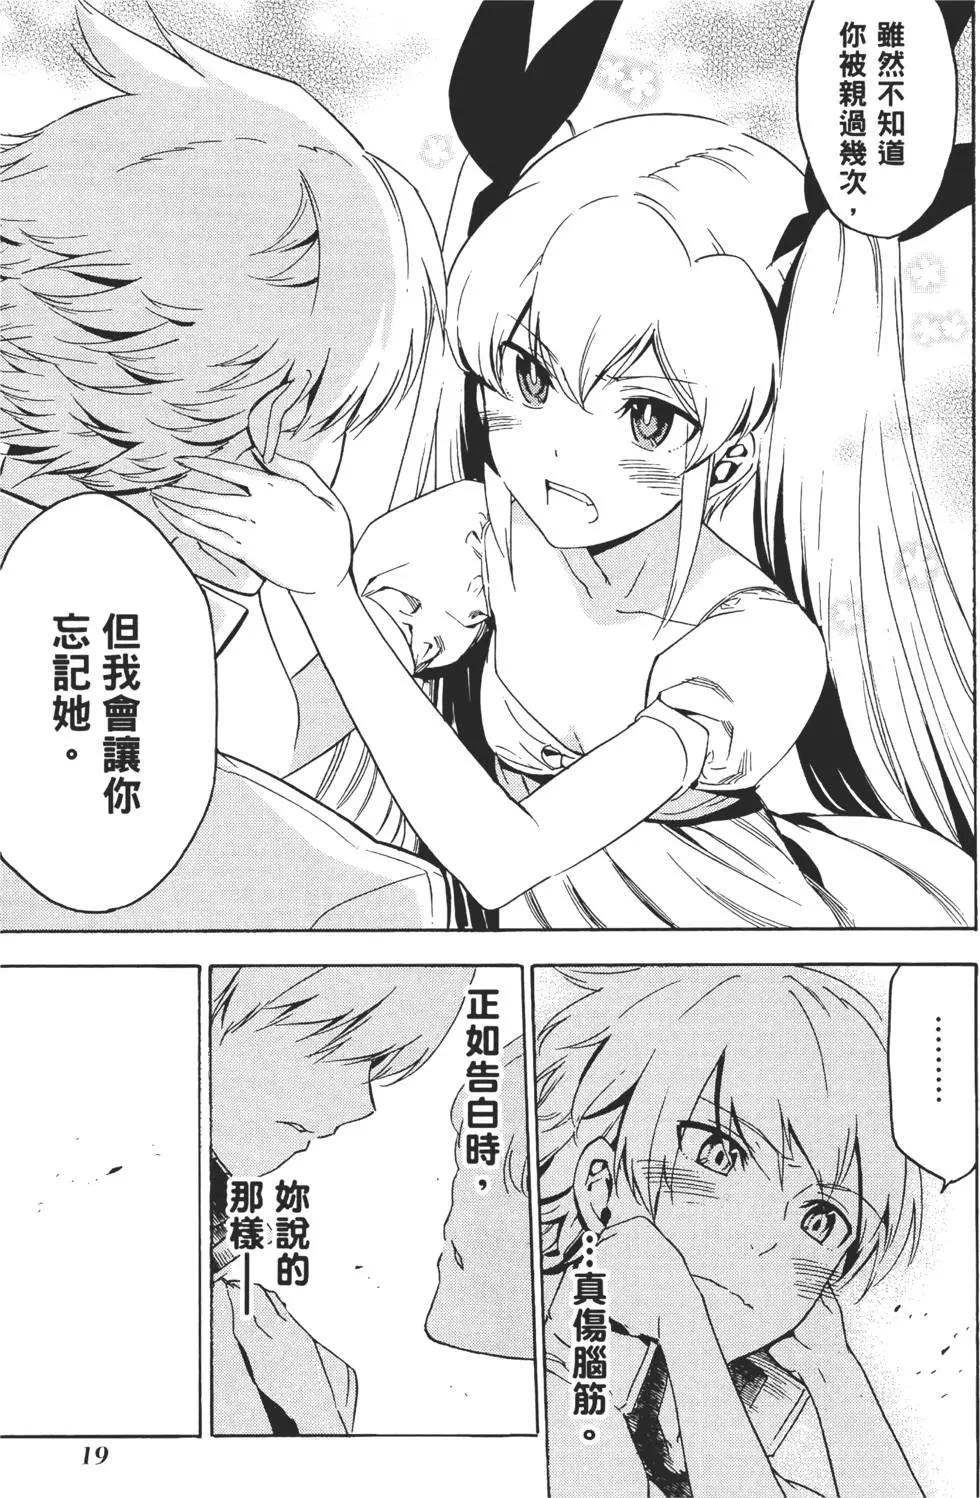 雖然不知道
你被親過幾次，
但我會讓你
忘記她。
………
…真傷腦筋。
正如告白時，
妳說的
那樣——
19